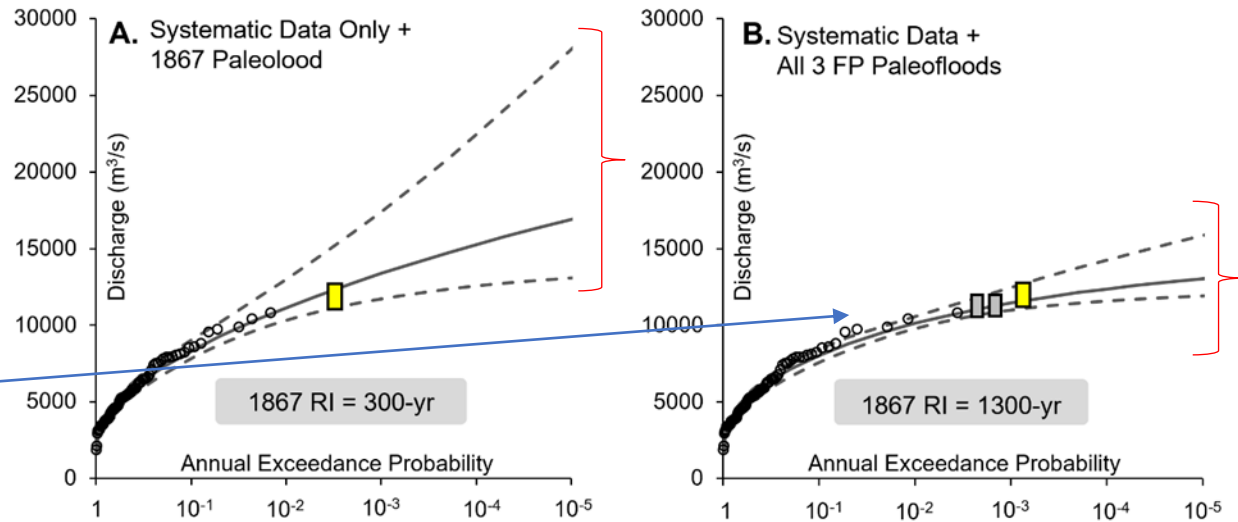 A. Systematic Data Only +
1867 Paleolood
30000
25000
20000
15000
10000
5000
0
Discharge (m³/s)
1867 RI = 300-yr
Annual Exceedance Probability
1 10⁻¹ 10⁻² 10⁻³ 10⁻⁴ 10⁻⁵
B. Systematic Data +
All 3 FP Paleofloods
30000
25000
20000
15000
10000
5000
0
Discharge (m³/s)
1867 RI = 1300-yr
Annual Exceedance Probability
1 10⁻¹ 10⁻² 10⁻³ 10⁻⁴ 10⁻⁵